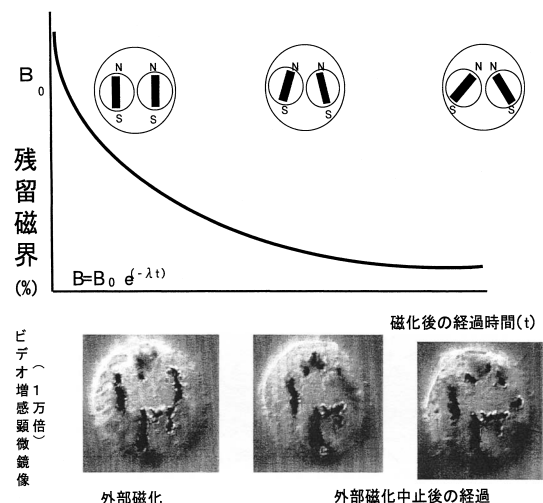 B0
N N
S S
N N
S S
N N
S S
残留磁界(%)
B=B0 e(-λt)
磁化後の経過時間(t)
ビデオ増感顕微鏡像
(1万倍)
外部磁化
外部磁化中止後の経過